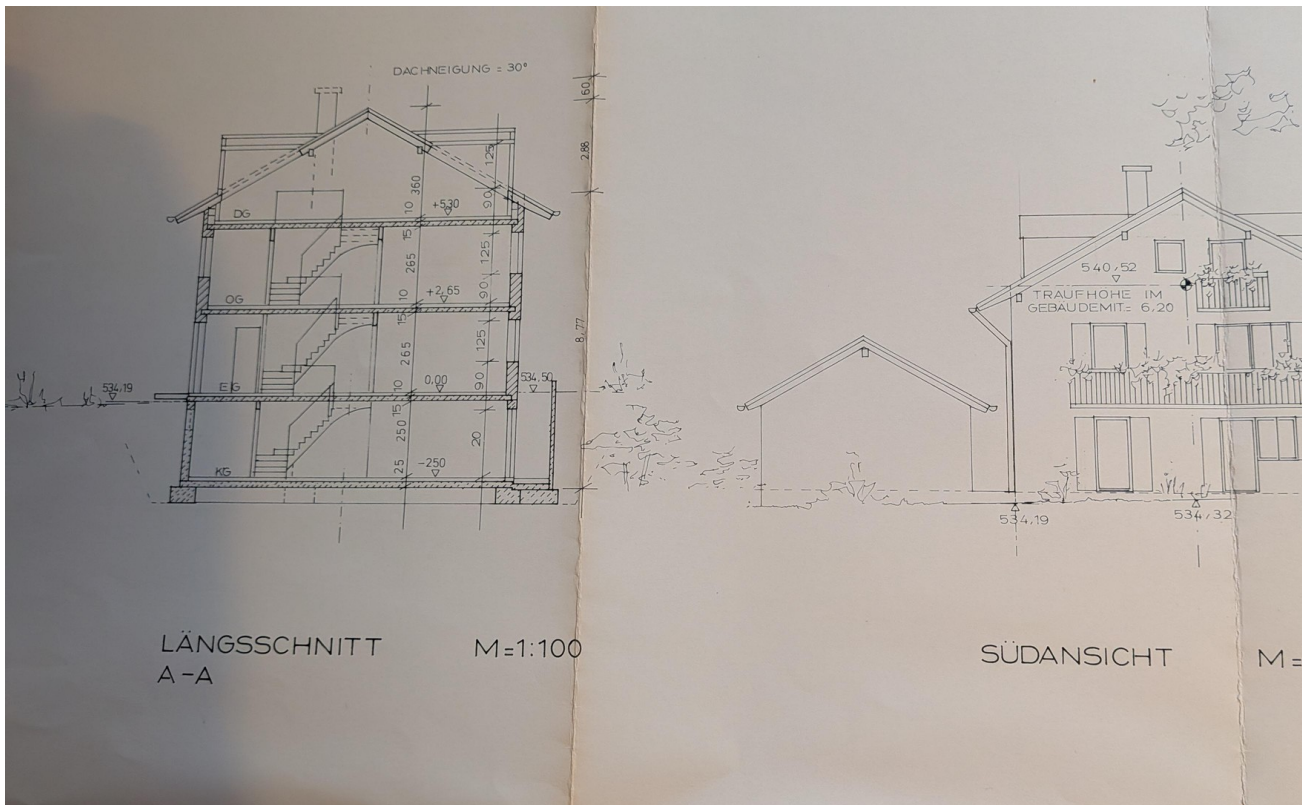 DACHNEIGUNG = 30°
60
2,88
125
360
90
10
+5,30
DG
15
125
265
90
10
+2,65
OG
15
8,77
125
265
90
10
0,00
534,50
534,19
EG
15
250
20
25
-250
KG
LÄNGSSCHNITT
M=1:100
A-A
540,52
TRAUFHÖHE IM
GEBÄUDEMIT= 6,20
534,19
534,32
SÜDANSICHT
M=